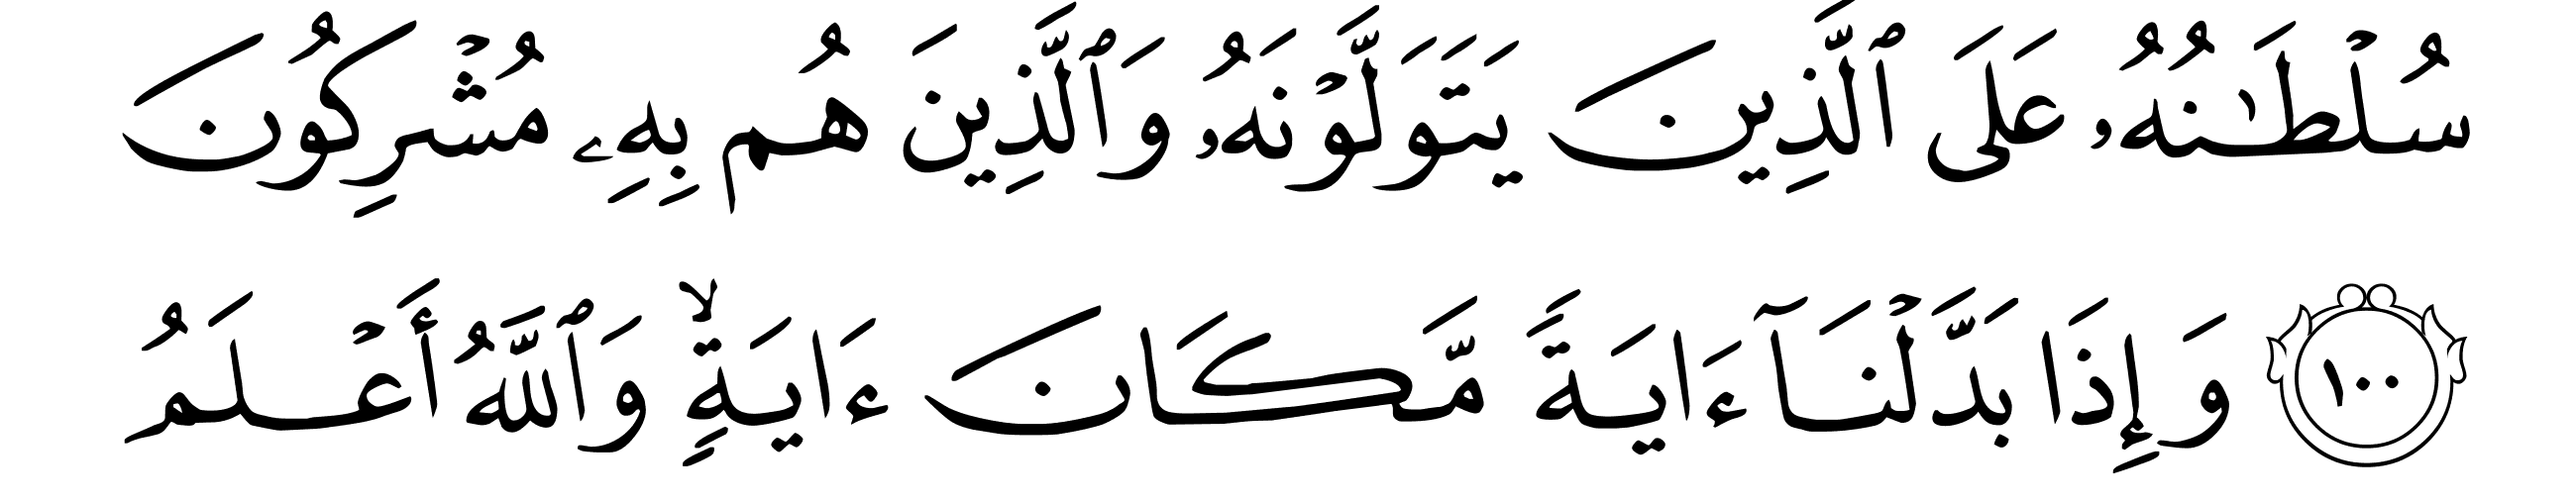 سُلْطَـٰنُهُۥ عَلَى ٱلَّذِينَ يَتَوَلَّوْنَهُۥ وَٱلَّذِينَ هُم بِهِۦ مُشْرِكُونَ
١٠٠ وَإِذَا بَدَّلْنَآ ءَايَةً مَّكَانَ ءَايَةٍ ۙ وَٱللَّهُ أَعْلَمُ